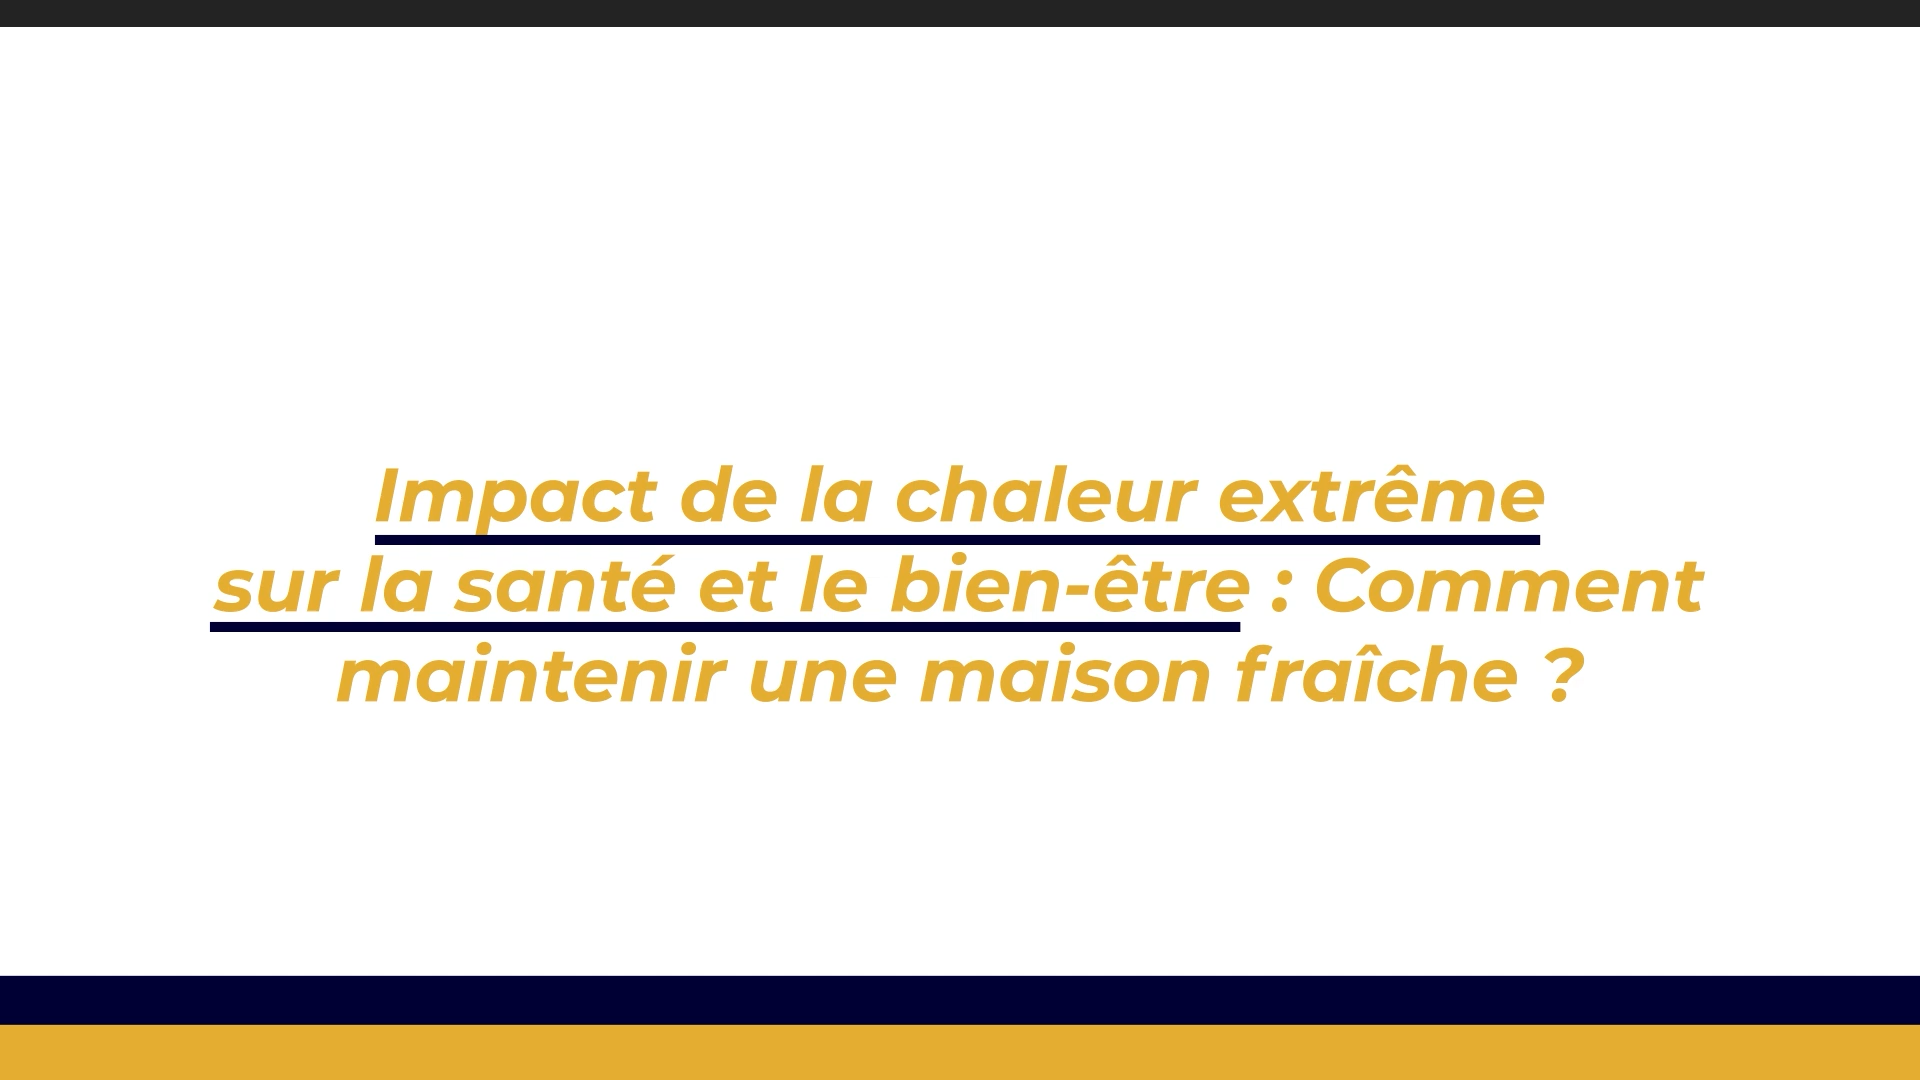 Impact de la chaleur extrême
sur la santé et le bien-être : Comment
maintenir une maison fraîche ?